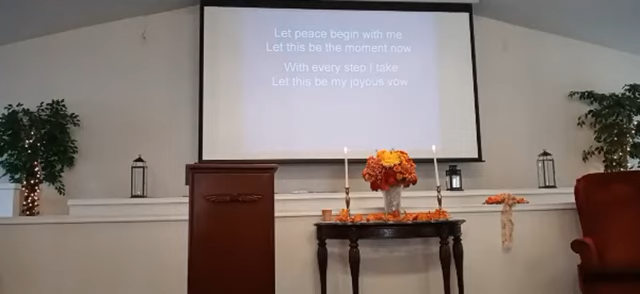 Let peace begin with me
Let this be the moment now
With every step I take
Let this be my joyous vow